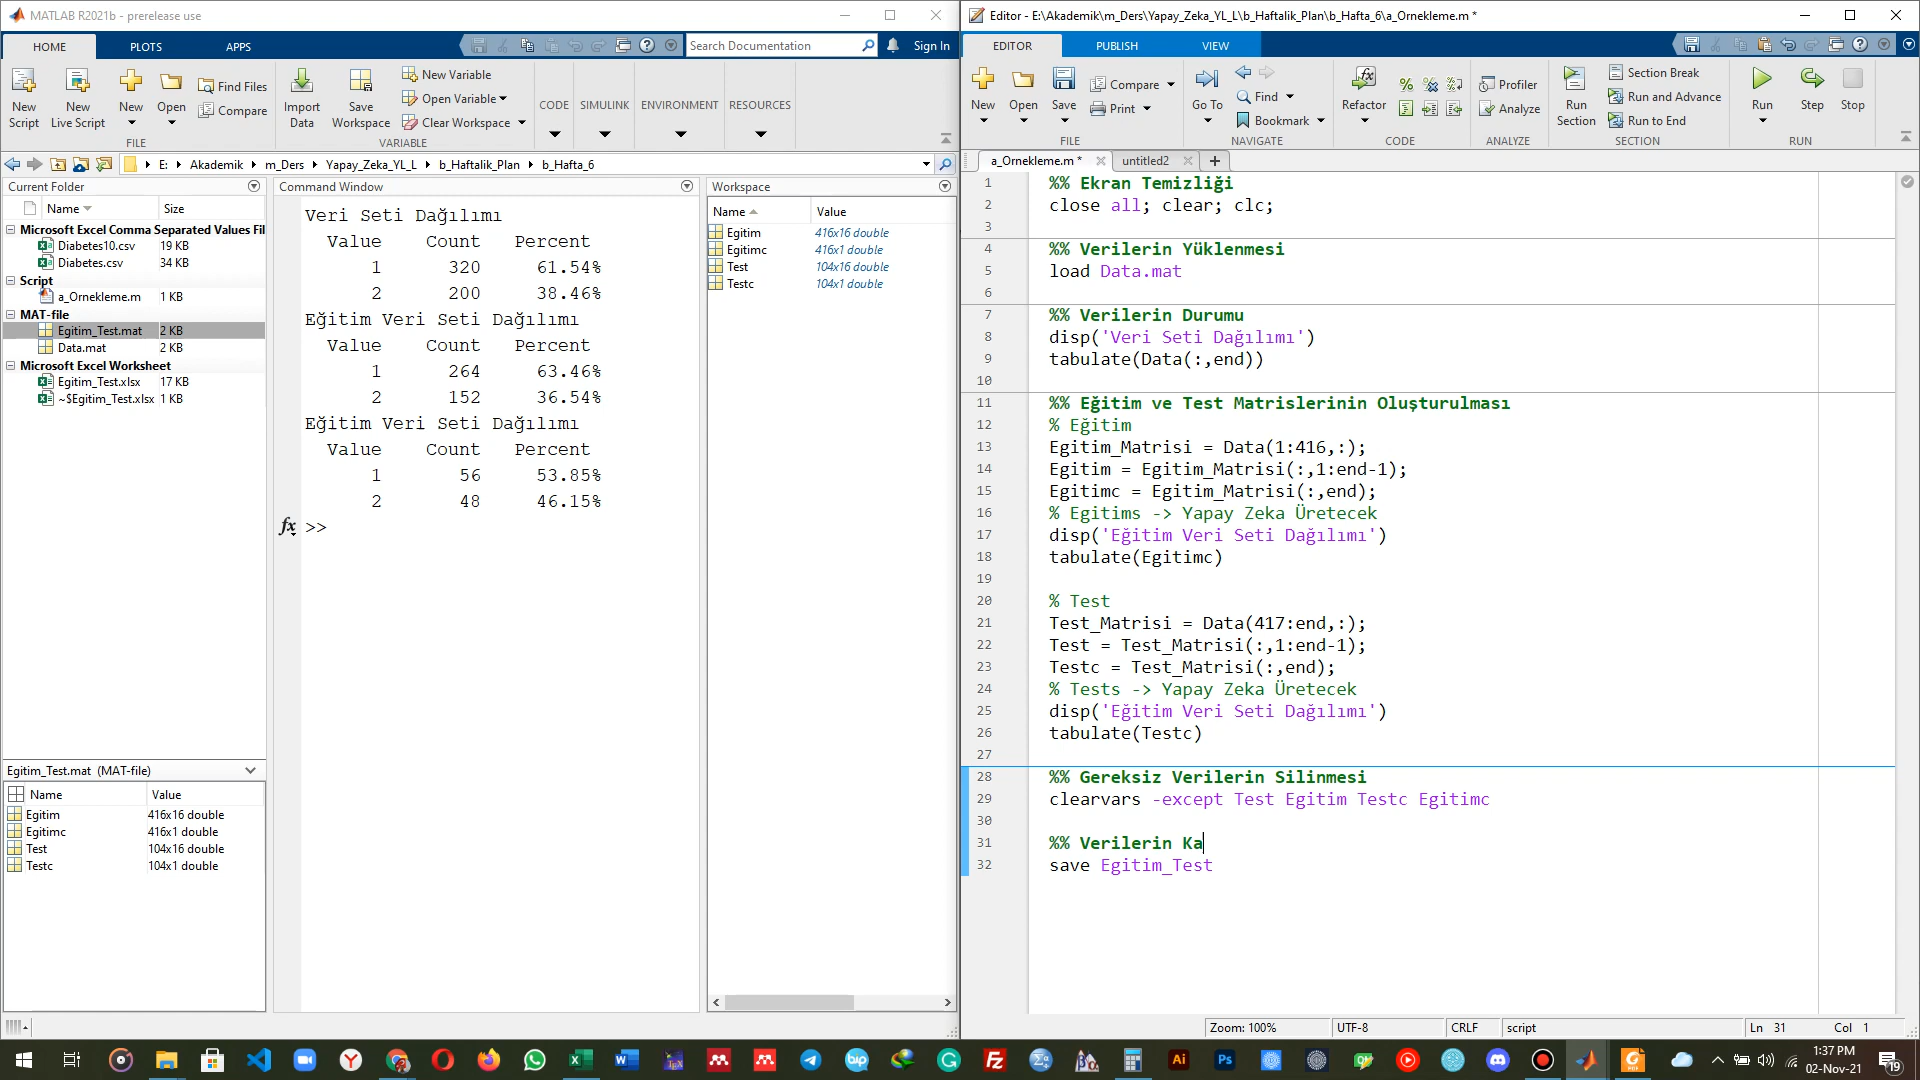 MATLAB R2021b - prerelease use
HOME PLOTS APPS
Search Documentation
Sign In
New Script
New Live Script
New
Open
Find Files
Compare
Import Data
Save Workspace
New Variable
Open Variable
Clear Workspace
CODE SIMULINK ENVIRONMENT RESOURCES
FILE VARIABLE
E: Akademik m_Ders Yapay_Zeka_YL_L b_Haftalik_Plan b_Hafta_6
Current Folder
Name Size
Microsoft Excel Comma Separated Values Fil
Diabetes10.csv 19 KB
Diabetes.csv 34 KB
Script
a_Ornekleme.m 1 KB
MAT-file
Egitim_Test.mat 2 KB
Data.mat 2 KB
Microsoft Excel Worksheet
Egitim_Test.xlsx 17 KB
~$Egitim_Test.xlsx 1 KB
Egitim_Test.mat (MAT-file)
Name Value
Egitim 416x16 double
Egitimc 416x1 double
Test 104x16 double
Testc 104x1 double
Command Window
Veri Seti Dağılımı
Value Count Percent
1 320 61.54%
2 200 38.46%
Eğitim Veri Seti Dağılımı
Value Count Percent
1 264 63.46%
2 152 36.54%
Eğitim Veri Seti Dağılımı
Value Count Percent
1 56 53.85%
2 48 46.15%
fx >>
Workspace
Name Value
Egitim 416x16 double
Egitimc 416x1 double
Test 104x16 double
Testc 104x1 double
Editor - E:\Akademik\m_Ders\Yapay_Zeka_YL_L\b_Haftalik_Plan\b_Hafta_6\a_Ornekleme.m *
EDITOR PUBLISH VIEW
New
Open
Save
Compare
Print
Go To
Find
Bookmark
Refactor
Profiler
Analyze
Run Section
Section Break
Run and Advance
Run to End
Run
Step
Stop
FILE NAVIGATE CODE ANALYZE SECTION RUN
a_Ornekleme.m * untitled2
1 %% Ekran Temizliği
2 close all; clear; clc;
3
4 %% Verilerin Yüklenmesi
5 load Data.mat
6
7 %% Verilerin Durumu
8 disp('Veri Seti Dağılımı')
9 tabulate(Data(:,end))
10
11 %% Eğitim ve Test Matrislerinin Oluşturulması
12 % Eğitim
13 Egitim_Matrisi = Data(1:416,:);
14 Egitim = Egitim_Matrisi(:,1:end-1);
15 Egitimc = Egitim_Matrisi(:,end);
16 % Egitims -> Yapay Zeka Üretecek
17 disp('Eğitim Veri Seti Dağılımı')
18 tabulate(Egitimc)
19
20 % Test
21 Test_Matrisi = Data(417:end,:);
22 Test = Test_Matrisi(:,1:end-1);
23 Testc = Test_Matrisi(:,end);
24 % Tests -> Yapay Zeka Üretecek
25 disp('Eğitim Veri Seti Dağılımı')
26 tabulate(Testc)
27
28 %% Gereksiz Verilerin Silinmesi
29 clearvars -except Test Egitim Testc Egitimc
30
31 %% Verilerin Ka
32 save Egitim_Test
Zoom: 100% UTF-8 CRLF script Ln 31 Col 1
1:37 PM
02-Nov-21
19